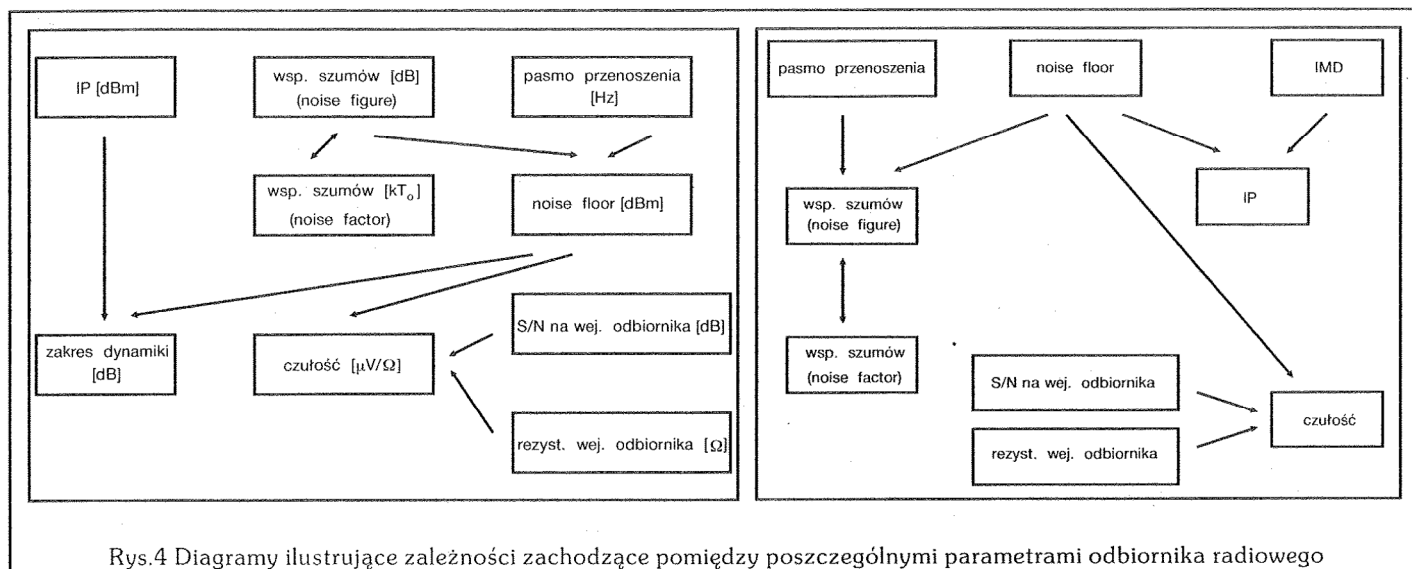 IP [dBm]
wsp. szumów [dB]
(noise figure)
pasmo przenoszenia
[Hz]
wsp. szumów [kTo]
(noise factor)
noise floor [dBm]
zakres dynamiki
[dB]
czułość [µV/Ω]
S/N na wej. odbiornika [dB]
rezyst. wej. odbiornika [Ω]
pasmo przenoszenia
noise floor
IMD
wsp. szumów
(noise figure)
IP
wsp. szumów
(noise factor)
S/N na wej. odbiornika
rezyst. wej. odbiornika
czułość
Rys.4 Diagramy ilustrujące zależności zachodzące pomiędzy poszczególnymi parametrami odbiornika radiowego